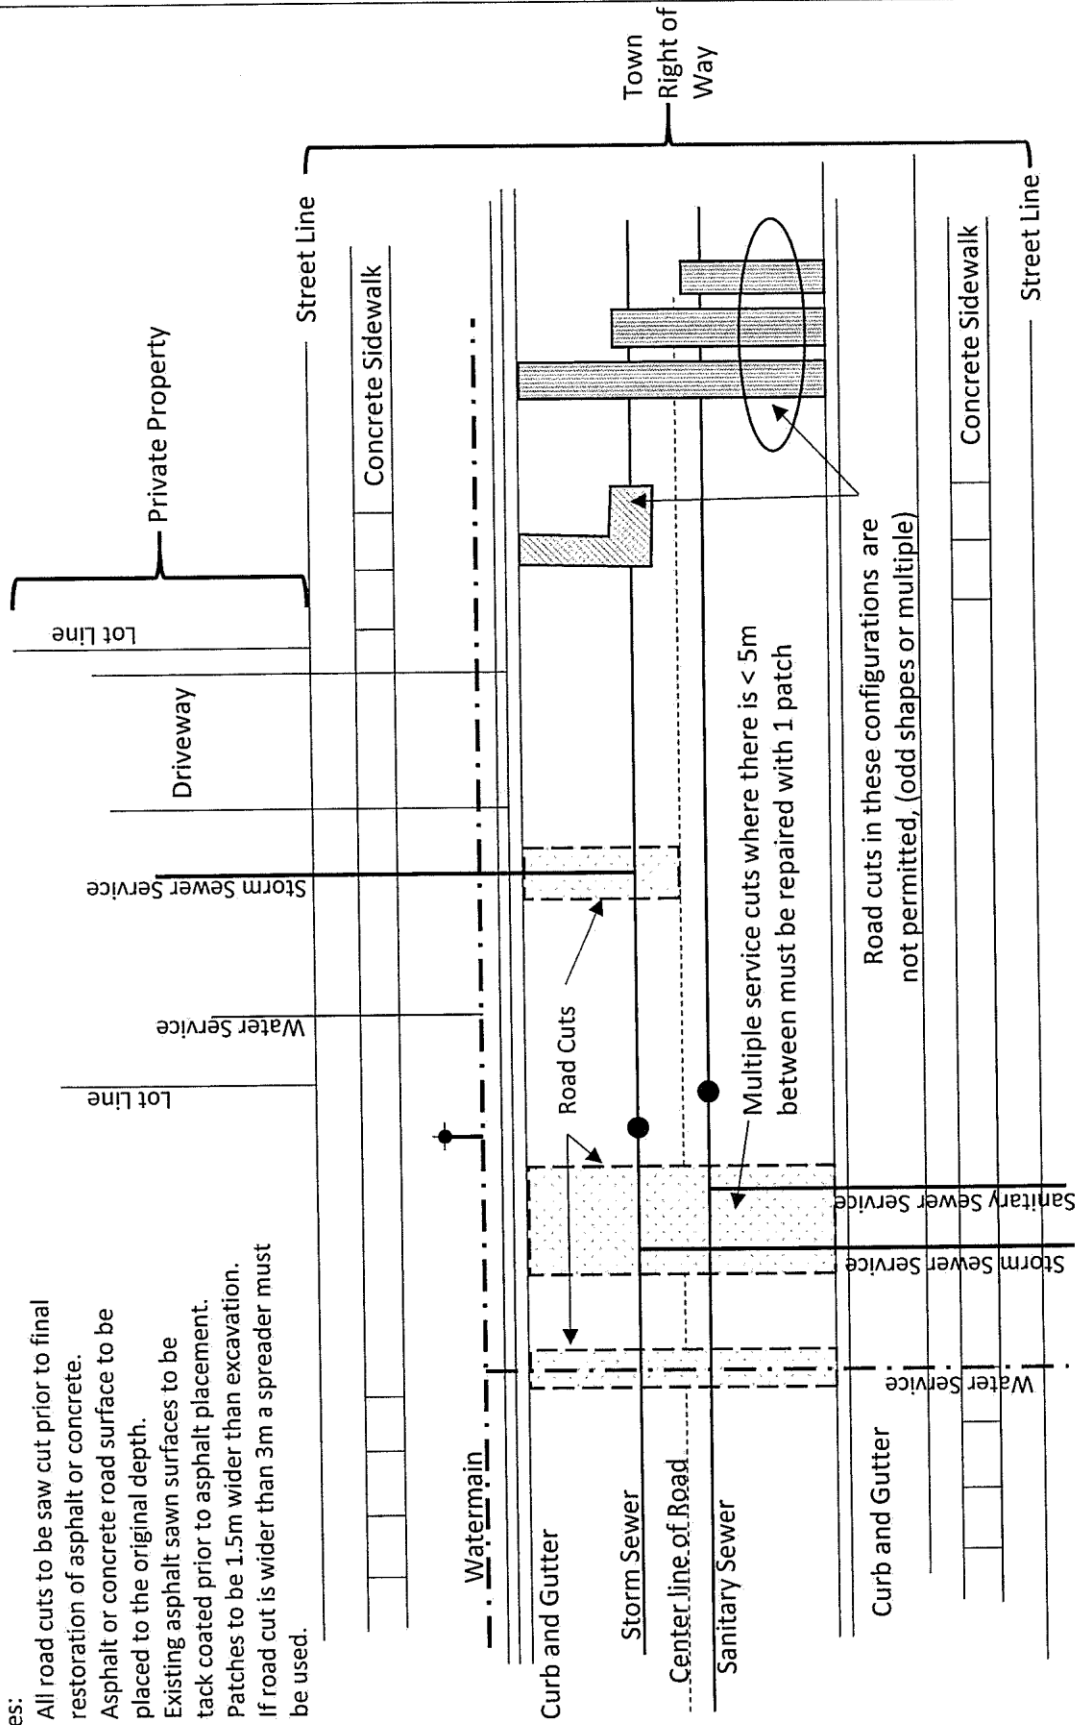 es:
All road cuts to be saw cut prior to final
restoration of asphalt or concrete.
Asphalt or concrete road surface to be
placed to the original depth.
Existing asphalt sawn surfaces to be
tack coated prior to asphalt placement.
Patches to be 1.5m wider than excavation.
If road cut is wider than 3m a spreader must
be used.
Lot Line
Water Service
Storm Sewer Service
Driveway
Lot Line
Private Property
Street Line
Concrete Sidewalk
Watermain
Curb and Gutter
Road Cuts
Storm Sewer
Center line of Road
Sanitary Sewer
Multiple service cuts where there is < 5m
between must be repaired with 1 patch
Town
Right of
Way
Curb and Gutter
Water Service
Storm Sewer Service
Sanitary Sewer Service
Road cuts in these configurations are
not permitted, (odd shapes or multiple)
Concrete Sidewalk
Street Line